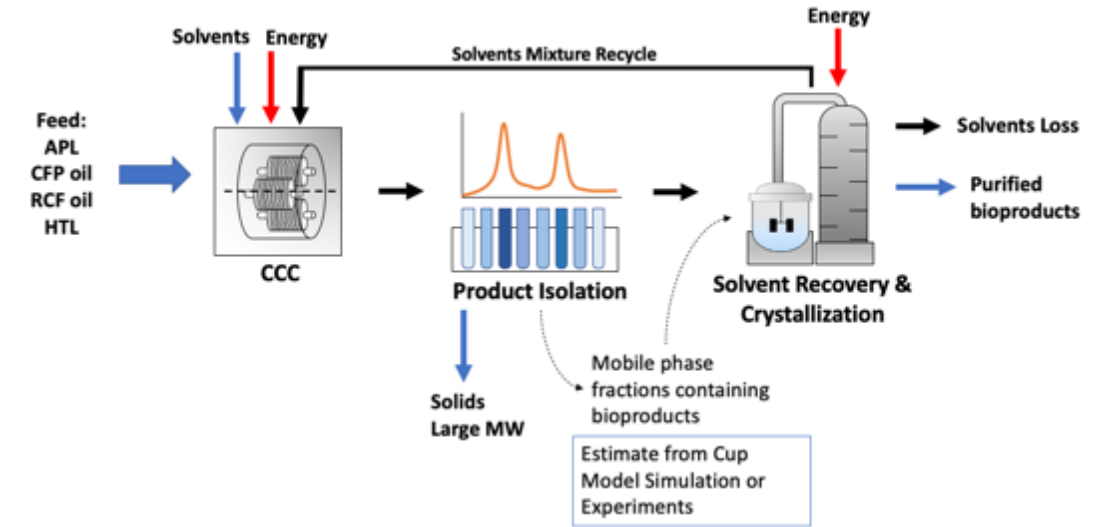 Solvents Energy
Solvents Mixture Recycle
Energy
Feed:
APL
CFP oil
RCF oil
HTL
CCC
Product Isolation
Solids
Large MW
Mobile phase
fractions containing
bioproducts
Estimate from Cup
Model Simulation or
Experiments
Solvent Recovery &
Crystallization
Solvents Loss
Purified
bioproducts